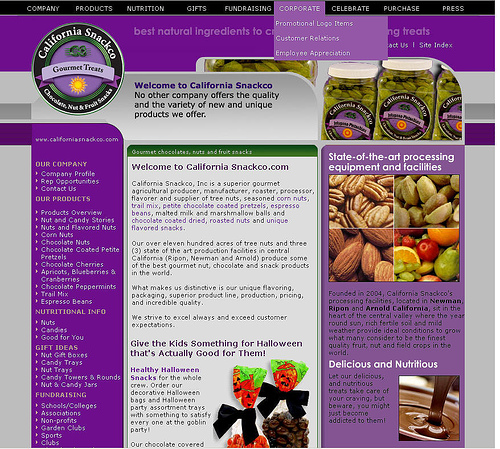 COMPANY PRODUCTS NUTRITION GIFTS FUNDRAISING CORPORATE CELEBRATE PURCHASE PRESS
best natural ingredients to cr ing treats
Promotional Logo Items
Customer Relations
Employee Appreciation
act Us | Site Index
California Snackco
Gourmet Treats
Chocolate, Nut & Fruit Snacks
Welcome to California Snackco
No other company offers the quality
and the variety of new and unique
products we offer.
www.californiasnackco.com
OUR COMPANY
Company Profile
Rep Opportunities
Contact Us
OUR PRODUCTS
Products Overview
Nut and Candy Stories
Nuts and Flavored Nuts
Corn Nuts
Chocolate Nuts
Chocolate Coated Petite
Pretzels
Chocolate Cherries
Apricots, Blueberries &
Cranberries
Chocolate Peppermints
Trail Mix
Espresso Beans
NUTRITIONAL INFO
Nuts
Candies
Good for You
GIFT IDEAS
Nut Gift Boxes
Candy Trays
Nut Trays
Candy Towers & Rounds
Nut & Candy Jars
FUNDRAISING
Schools/Colleges
Associations
Non-profits
Garden Clubs
Sports
Clubs
Gourmet chocolates, nuts and fruit snacks
Welcome to California Snackco.com
California Snackco, Inc is a superior gourmet
agricultural producer, manufacturer, roaster, processor,
flavorer and supplier of tree nuts, seasoned corn nuts,
trail mix, petite chocolate coated pretzels, espresso
beans, malted milk and marshmallow balls and
chocolate coated dried, roasted nuts and unique
flavored snacks.
Our over eleven hundred acres of tree nuts and three
(3) state of the art production facilities in central
California (Ripon, Newman and Arnold) produce some
of the best gourmet nut, chocolate and snack products
in the world.
What makes us distinctive is our unique flavoring,
packaging, superior product line, production, pricing,
and incredible quality.
We strive to excel always and exceed customer
expectations.
Give the Kids Something for Halloween
that's Actually Good for Them!
Healthy Halloween
Snacks for the whole
crew. Order our
decorative Halloween
bags and Halloween
party assortment trays
with something to satisfy
every one at the goblin
party!
Our chocolate covered
State-of-the-art processing
equipment and facilities
Founded in 2004, California Snackco's
processing facilities, located in Newman,
Ripon and Arnold California, sit in the
heart of the central valley where the year
round sun, rich fertile soil and mild
weather provide ideal conditions to grow
what many consider to be the finest
quality fruit, nut and field crops in the
world.
Delicious and Nutritious
Let our delicious,
and nutritious
treats take care of
your craving, but
beware, you might
just become
addicted to them!